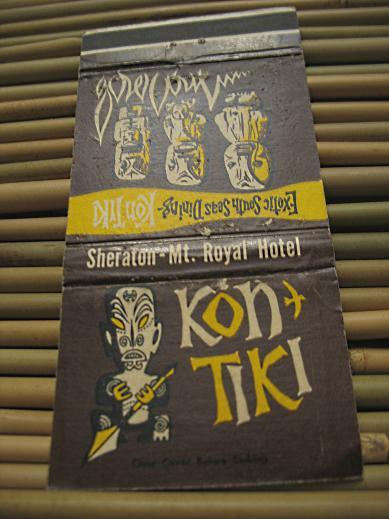 Exotic South Seas Dining-
KON TIKI
Sheraton-Mt. Royal Hotel
KON-
TIKI
Close Cover Before Striking